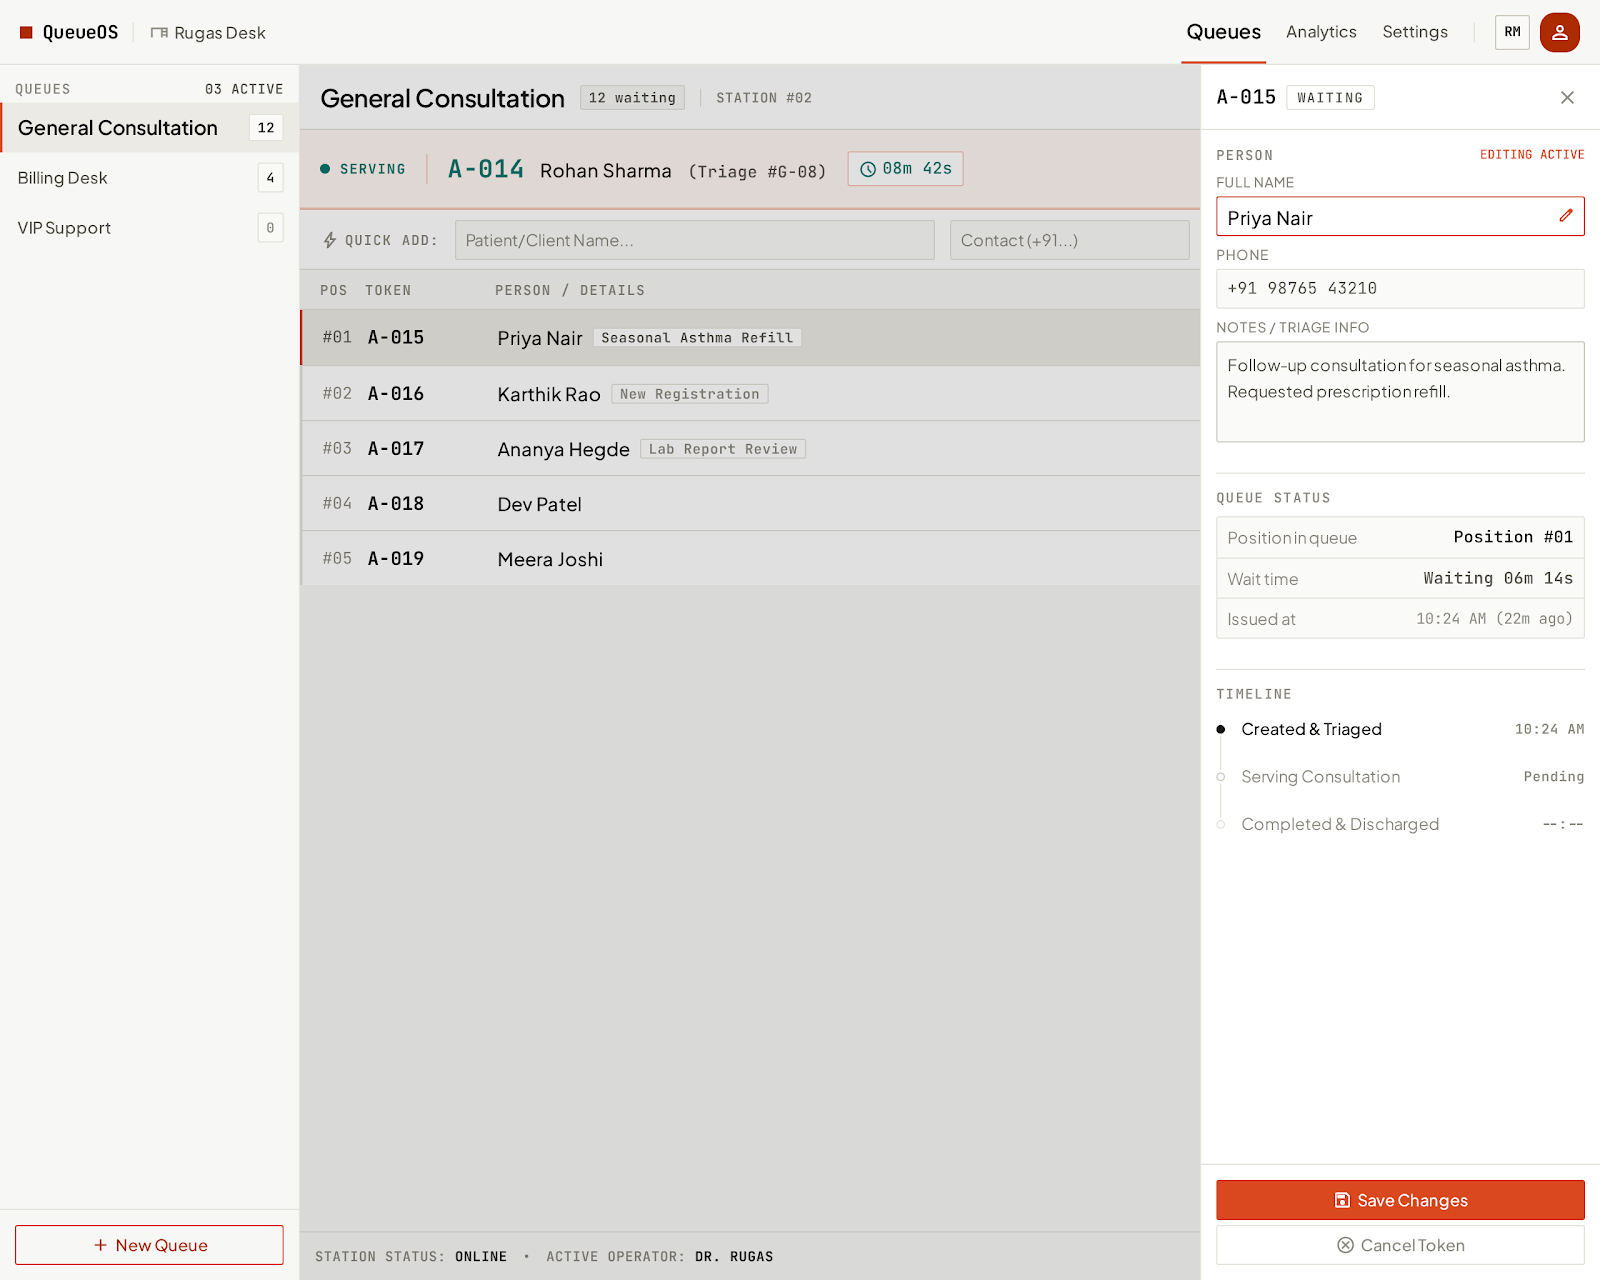 QueueOS
Rugas Desk
Queues
Analytics
Settings
RM
QUEUES
03 ACTIVE
General Consultation
12
Billing Desk
4
VIP Support
0
New Queue
General Consultation
12 waiting
STATION #02
SERVING
A-014
Rohan Sharma
(Triage #G-08)
08m 42s
QUICK ADD:
Patient/Client Name...
Contact (+91...)
POS
TOKEN
PERSON / DETAILS
#01
A-015
Priya Nair
Seasonal Asthma Refill
#02
A-016
Karthik Rao
New Registration
#03
A-017
Ananya Hegde
Lab Report Review
#04
A-018
Dev Patel
#05
A-019
Meera Joshi
STATION STATUS: ONLINE • ACTIVE OPERATOR: DR. RUGAS
A-015
WAITING
PERSON
EDITING ACTIVE
FULL NAME
Priya Nair
PHONE
+91 98765 43210
NOTES / TRIAGE INFO
Follow-up consultation for seasonal asthma.
Requested prescription refill.
QUEUE STATUS
Position in queue
Position #01
Wait time
Waiting 06m 14s
Issued at
10:24 AM (22m ago)
TIMELINE
Created & Triaged
10:24 AM
Serving Consultation
Pending
Completed & Discharged
--:--
Save Changes
Cancel Token